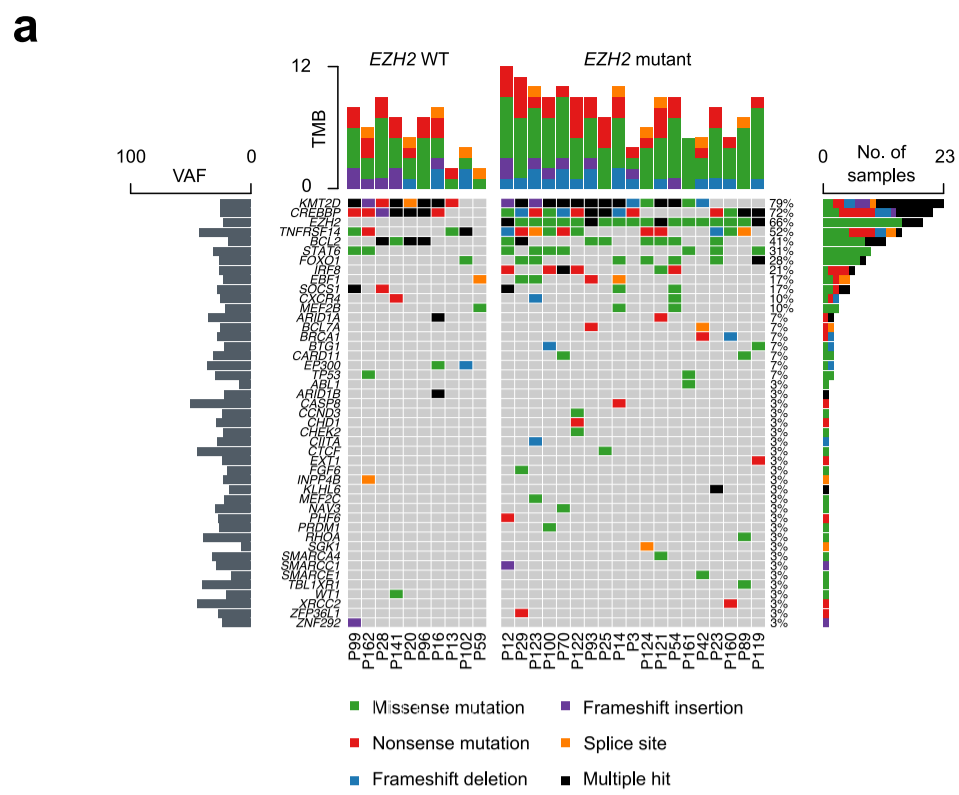 a
EZH2 WT
EZH2 mutant
12
TMB
0
100
0
VAF
0
No. of samples
23
KMT2D 79%
CREBBP 72%
EZH2 66%
TNFRSF14 52%
BCL2 41%
STAT6 31%
FOXO1 28%
IRF8 21%
EBF1 17%
SOCS1 17%
CXCR4 10%
MEF2B 10%
ARID1A 7%
BCL7A 7%
BRCA1 7%
BTG1 7%
CARD11 7%
EP300 7%
TP53 7%
ABL1 3%
ARID1B 3%
CASP8 3%
CCND3 3%
CHD1 3%
CHEK2 3%
CIITA 3%
CTCF 3%
EXT1 3%
FGF6 3%
INPP4B 3%
KLHL6 3%
MEF2C 3%
NAV3 3%
PHF6 3%
PRDM1 3%
RHOA 3%
SGK1 3%
SMARCA4 3%
SMARCC1 3%
SMARCE1 3%
TBL1XR1 3%
WT1 3%
XRCC2 3%
ZFP36L1 3%
ZNF292 3%
P99 P162 P28 P141 P20 P96 P16 P13 P102 P59 P12 P29 P123 P100 P70 P122 P93 P25 P14 P3 P124 P121 P54 P161 P42 P23 P160 P89 P119
Missense mutation
Frameshift insertion
Nonsense mutation
Splice site
Frameshift deletion
Multiple hit